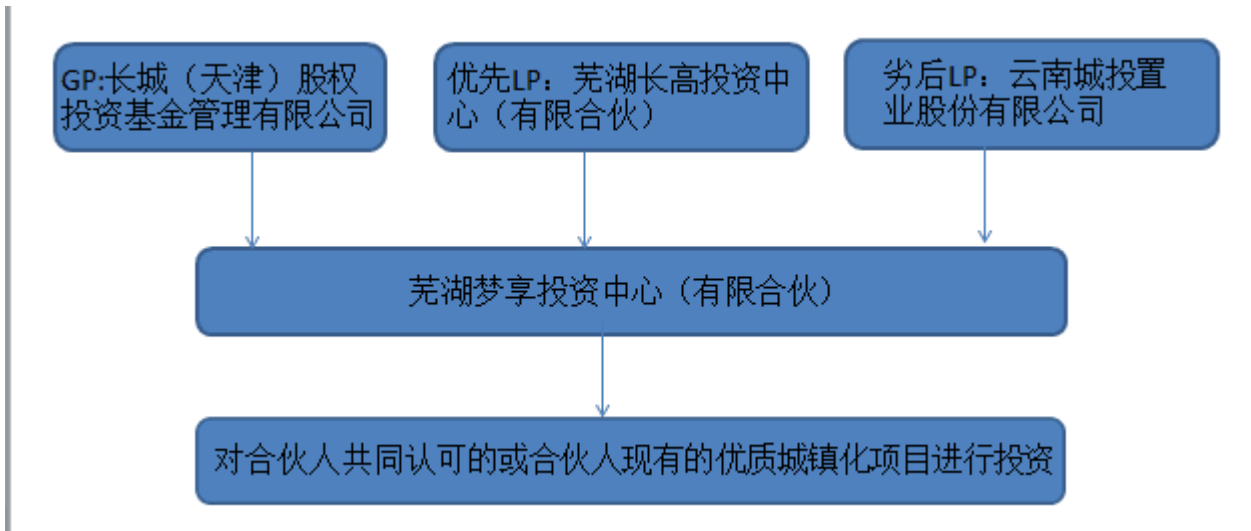 GP:长城（天津）股权
投资基金管理有限公司
优先LP：芜湖长高投资中
心（有限合伙）
劣后LP：云南城投置
业股份有限公司
芜湖梦享投资中心（有限合伙）
对合伙人共同认可的或合伙人现有的优质城镇化项目进行投资